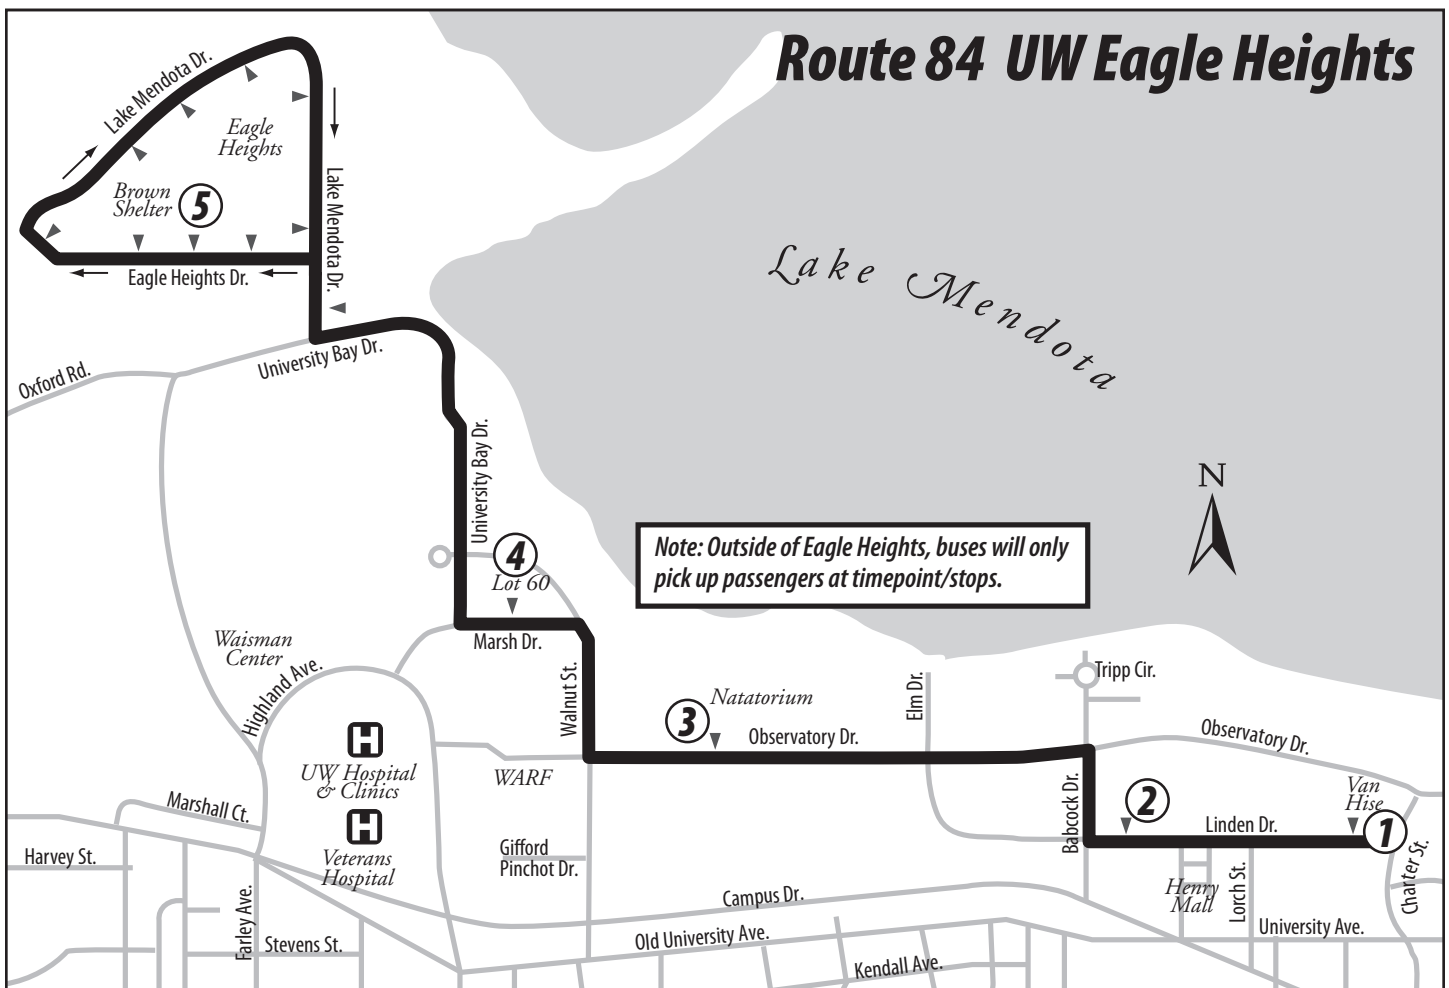 Route 84 UW Eagle Heights
Lake Mendota Dr.
Eagle
Heights
Brown
Shelter
5
Lake Mendota Dr.
Eagle Heights Dr.
Lake Mendota
University Bay Dr.
Oxford Rd.
University Bay Dr.
N
Note: Outside of Eagle Heights, buses will only
pick up passengers at timepoint/stops.
4
Lot 60
Marsh Dr.
Waisman
Center
Highland Ave.
Walnut St.
Natatorium
3
Observatory Dr.
Elm Dr.
Tripp Cir.
Observatory Dr.
H
UW Hospital
& Clinics
WARF
Babcock Dr.
2
Van
Hise
1
Linden Dr.
Marshall Ct.
H
Veterans
Hospital
Harvey St.
Gifford
Pinchot Dr.
Henry
Mall
Lorch St.
Charter St.
Campus Dr.
Farley Ave.
Stevens St.
Old University Ave.
University Ave.
Kendall Ave.